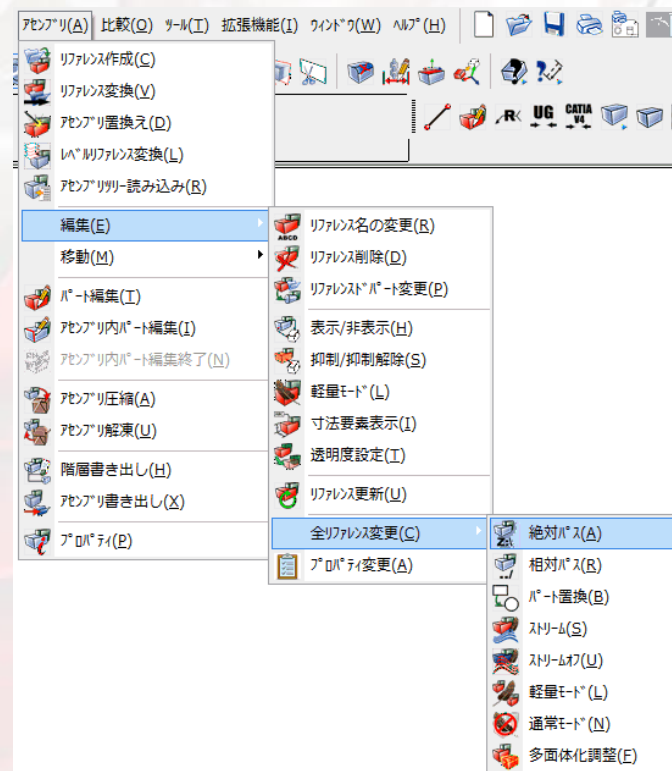 ｱｾﾝﾌﾞﾘ(A) 比較(O) ﾂｰﾙ(T) 拡張機能(I) ｳｨﾝﾄﾞｳ(W) ﾍﾙﾌﾟ(H)
ﾘﾌｧﾚﾝｽ作成(C)
ﾘﾌｧﾚﾝｽ変換(V)
ｱｾﾝﾌﾞﾘ置換え(D)
ﾚﾍﾞﾙﾘﾌｧﾚﾝｽ変換(L)
ｱｾﾝﾌﾞﾘﾂﾘｰ読み込み(R)
編集(E)
移動(M)
ﾊﾟｰﾄ編集(T)
ｱｾﾝﾌﾞﾘ内ﾊﾟｰﾄ編集(I)
ｱｾﾝﾌﾞﾘ内ﾊﾟｰﾄ編集終了(N)
ｱｾﾝﾌﾞﾘ圧縮(A)
ｱｾﾝﾌﾞﾘ解凍(U)
階層書き出し(H)
ｱｾﾝﾌﾞﾘ書き出し(X)
ﾌﾟﾛﾊﾟﾃｨ(P)
R UG CATIA V4
ABCD ﾘﾌｧﾚﾝｽ名の変更(R)
ﾘﾌｧﾚﾝｽ削除(D)
ﾘﾌｧﾚﾝｽﾄﾞﾊﾟｰﾄ変更(P)
表示/非表示(H)
抑制/抑制解除(S)
軽量ﾓｰﾄﾞ(L)
寸法要素表示(I)
透明度設定(T)
ﾘﾌｧﾚﾝｽ更新(U)
全ﾘﾌｧﾚﾝｽ変更(C)
ﾌﾟﾛﾊﾟﾃｨ変更(A)
Z:\ 絶対ﾊﾟｽ(A)
../ 相対ﾊﾟｽ(R)
ﾊﾟｰﾄ置換(B)
ｽﾄﾘｰﾑ(S)
ｽﾄﾘｰﾑｵﾌ(U)
軽量ﾓｰﾄﾞ(L)
通常ﾓｰﾄﾞ(N)
多面体化調整(F)